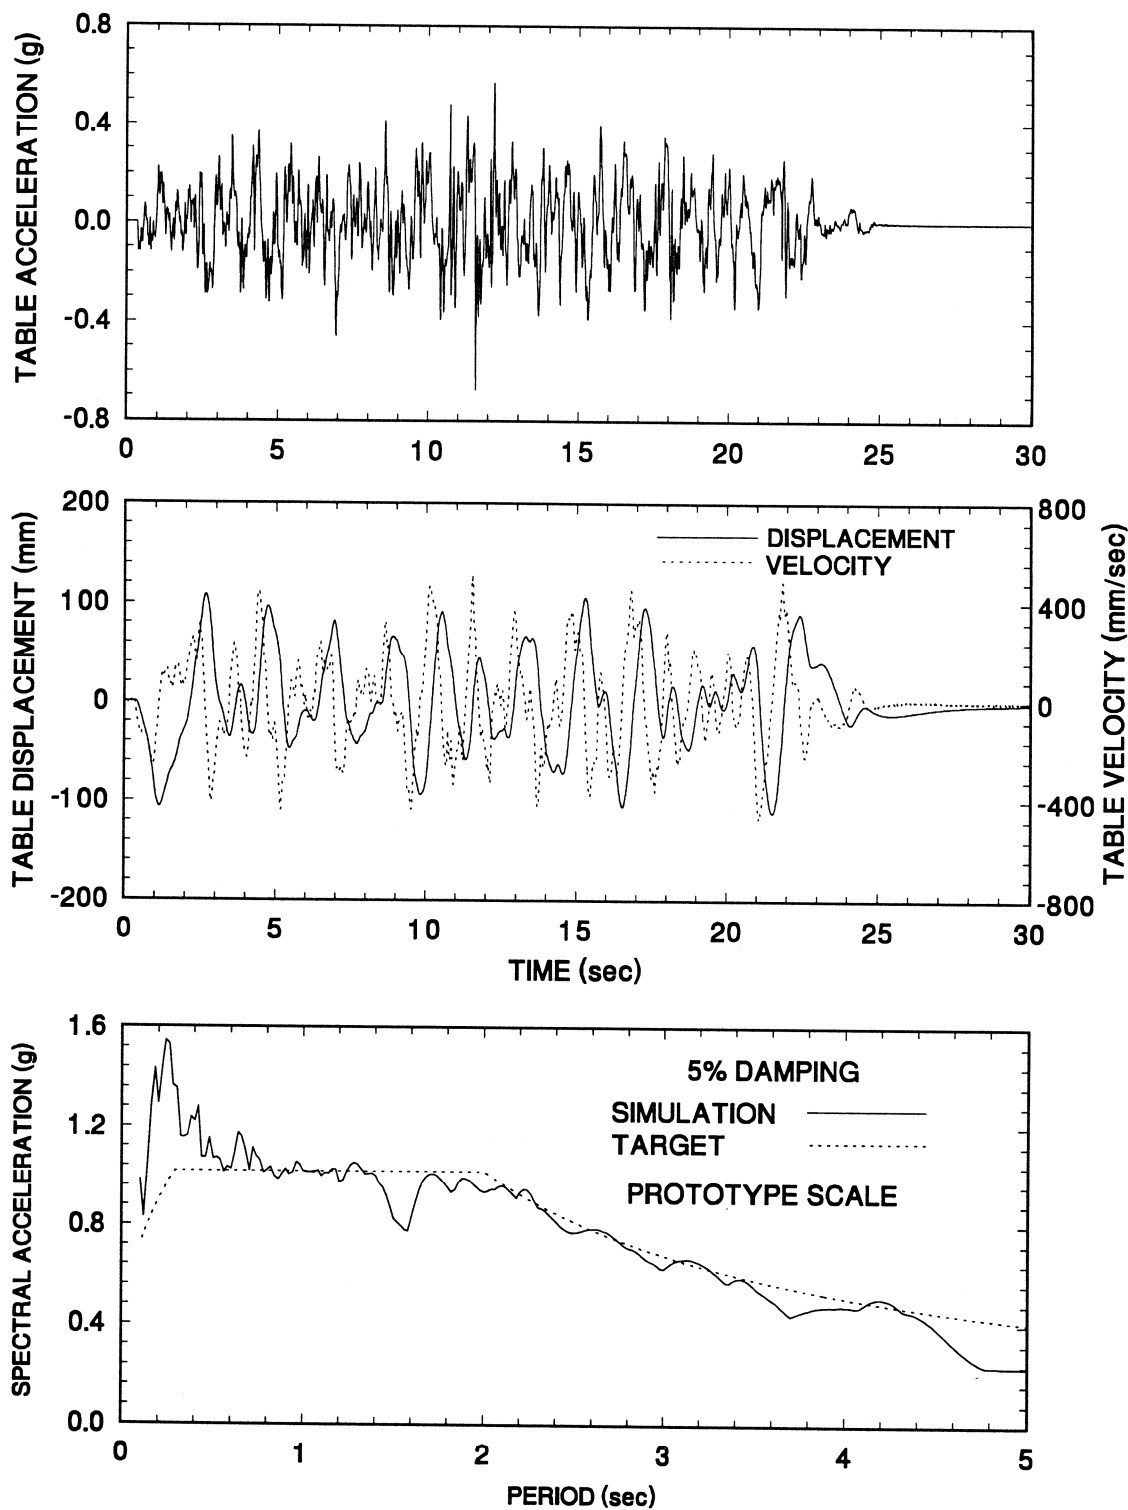 TABLE ACCELERATION (g)
0.8
0.4
0.0
-0.4
-0.8
0 5 10 15 20 25 30
TABLE DISPLACEMENT (mm)
200
100
0
-100
-200
DISPLACEMENT
VELOCITY
800
400
0
-400
-800
TABLE VELOCITY (mm/sec)
0 5 10 15 20 25 30
TIME (sec)
SPECTRAL ACCELERATION (g)
1.6
1.2
0.8
0.4
0.0
5% DAMPING
SIMULATION
TARGET
PROTOTYPE SCALE
0 1 2 3 4 5
PERIOD (sec)